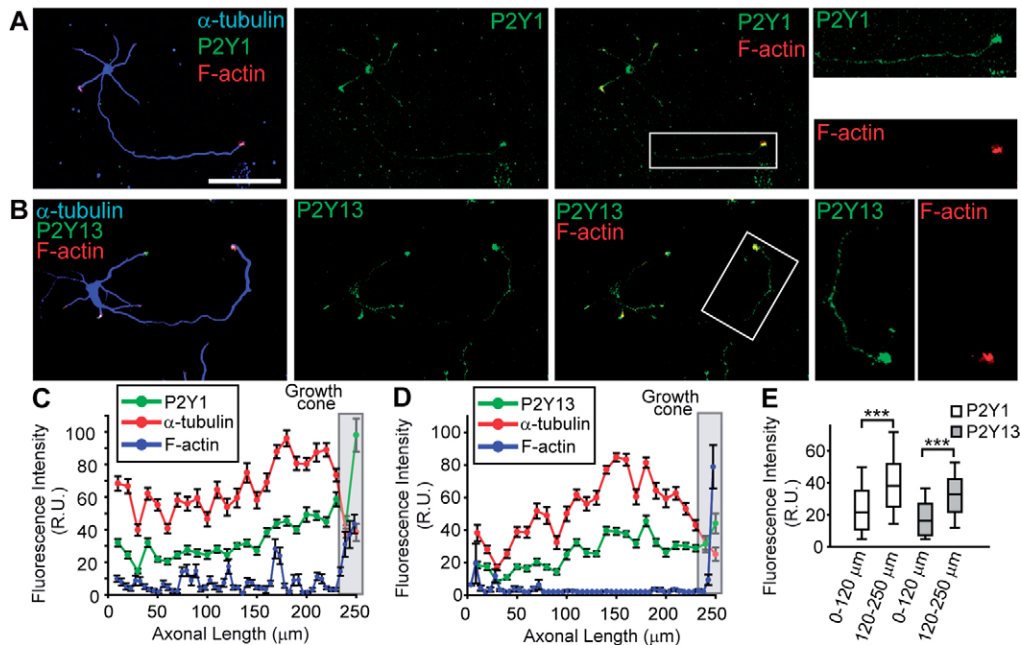 A
α-tubulin
P2Y1
F-actin
P2Y1
P2Y1
F-actin
P2Y1
F-actin
B
α-tubulin
P2Y13
F-actin
P2Y13
P2Y13
F-actin
P2Y13
F-actin
C
P2Y1
α-tubulin
F-actin
Growth
cone
Fluorescence Intensity
(R.U.)
100
80
60
40
20
0
0 50 100 150 200 250
Axonal Length (μm)
D
P2Y13
α-tubulin
F-actin
Growth
cone
Fluorescence Intensity
(R.U.)
100
80
60
40
20
0
0 50 100 150 200 250
Axonal Length (μm)
E
P2Y1
P2Y13
***
***
Fluorescence Intensity
(R.U.)
60
40
20
0
0-120 μm
120-250 μm
0-120 μm
120-250 μm